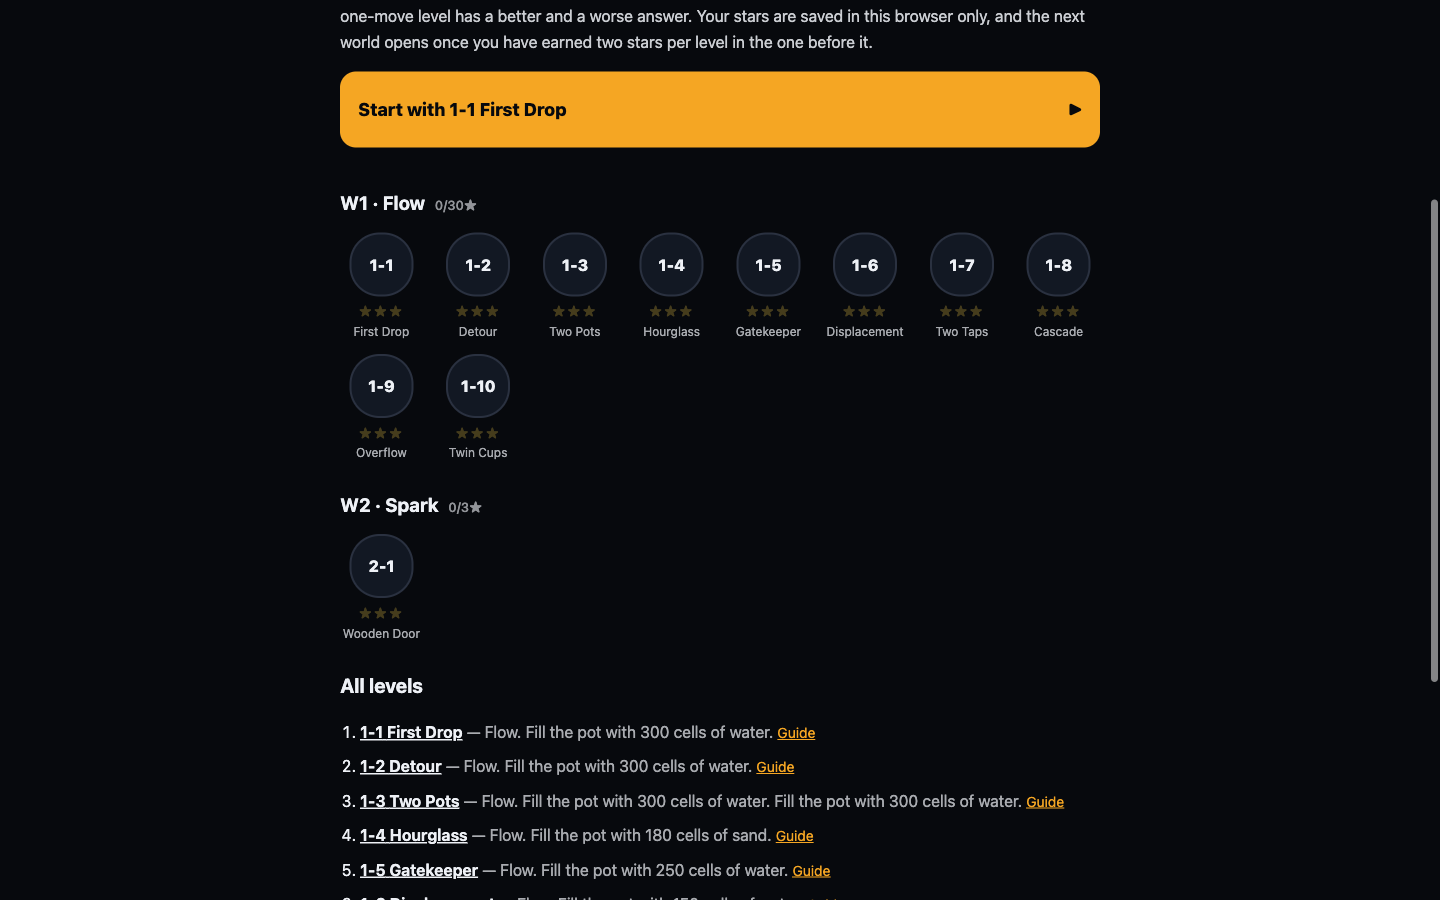 one-move level has a better and a worse answer. Your stars are saved in this browser only, and the next
world opens once you have earned two stars per level in the one before it.
Start with 1-1 First Drop ▶
W1 · Flow 0/30★
1-1 1-2 1-3 1-4 1-5 1-6 1-7 1-8
★★★ ★★★ ★★★ ★★★ ★★★ ★★★ ★★★ ★★★
First Drop Detour Two Pots Hourglass Gatekeeper Displacement Two Taps Cascade
1-9 1-10
★★★ ★★★
Overflow Twin Cups
W2 · Spark 0/3★
2-1
★★★
Wooden Door
All levels
1. 1-1 First Drop — Flow. Fill the pot with 300 cells of water. Guide
2. 1-2 Detour — Flow. Fill the pot with 300 cells of water. Guide
3. 1-3 Two Pots — Flow. Fill the pot with 300 cells of water. Fill the pot with 300 cells of water. Guide
4. 1-4 Hourglass — Flow. Fill the pot with 180 cells of sand. Guide
5. 1-5 Gatekeeper — Flow. Fill the pot with 250 cells of water. Guide